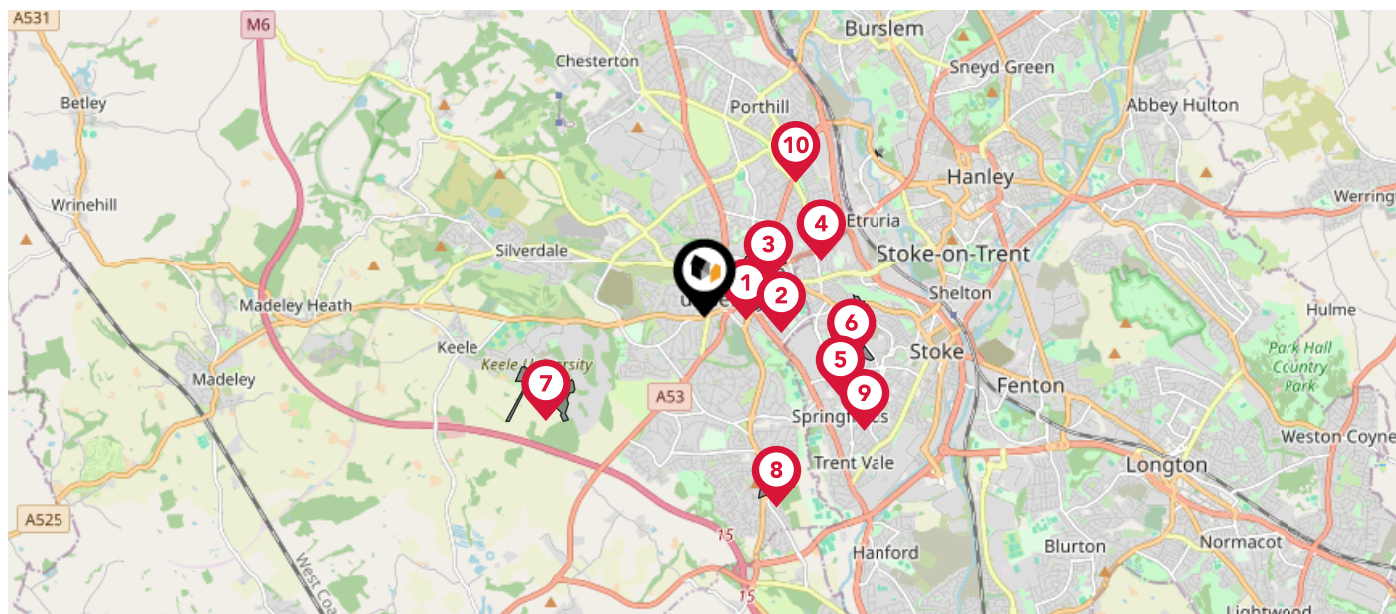 A531
M6
Burslem
Chesterton
Sneyd Green
Betley
Porthill
Abbey Hulton
10
Hanley
Wrinehill
Werring
4
Etruria
3
Silverdale
Stoke-on-Trent
1
2
Shelton
Madeley Heath
Hulme
6
Keele
Stoke
Park Hall
Country
Park
5
Keele University
Madeley
7
Fenton
9
A53
Springfields
Weston Coyne
Trent Vale
Longton
8
A525
15
Normacot
Blurton
Hanford
West Coa
15
Lightwood